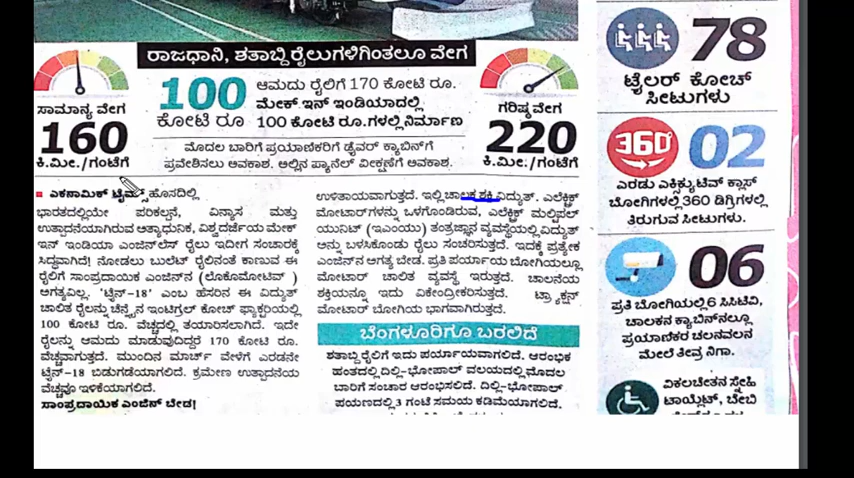 ರಾಜಧಾನಿ, ಶತಾಬ್ದಿ ರೈಲುಗಳಿಗಿಂತಲೂ ವೇಗ
ಸಾಮಾನ್ಯ ವೇಗ
160
ಕಿ.ಮೀ./ಗಂಟೆಗೆ
100
ಕೋಟಿ ರೂ
ಆಮದು ರೈಲಿಗೆ 170 ಕೋಟಿ ರೂ.
ಮೇಕ್ ಇನ್ ಇಂಡಿಯಾದಲ್ಲಿ
100 ಕೋಟಿ ರೂ.ಗಳಲ್ಲಿ ನಿರ್ಮಾಣ
ಗರಿಷ್ಠ ವೇಗ
220
ಕಿ.ಮೀ./ಗಂಟೆಗೆ
ಮೊದಲ ಬಾರಿಗೆ ಪ್ರಯಾಣಿಕರಿಗೆ ಡ್ರೈವರ್ ಕ್ಯಾಬಿನ್‌ಗೆ
ಪ್ರವೇಶಿಸಲು ಅವಕಾಶ. ಅಲ್ಲಿನ ಪ್ಯಾನೆಲ್ ವೀಕ್ಷಣೆಗೆ ಅವಕಾಶ.
ಎಕನಾಮಿಕ್ ಟೈಮ್ಸ್ ಹೊಸದಿಲ್ಲಿ
ಭಾರತದಲ್ಲಿಯೇ ಪರಿಕಲ್ಪನೆ, ವಿನ್ಯಾಸ ಮತ್ತು
ಉತ್ಪಾದನೆಯಾಗಿರುವ ಅತ್ಯಾಧುನಿಕ, ವಿಶ್ವ ದರ್ಜೆಯ ಮೇಕ್
ಇನ್ ಇಂಡಿಯಾ ಎಂಜಿನ್‌ಲೆಸ್ ರೈಲು ಇದೀಗ ಸಂಚಾರಕ್ಕೆ
ಸಿದ್ಧವಾಗಿದೆ! ನೋಡಲು ಬುಲೆಟ್ ರೈಲಿನಂತೆ ಕಾಣುವ ಈ
ರೈಲಿಗೆ ಸಾಂಪ್ರದಾಯಿಕ ಎಂಜಿನ್‌ನ (ಲೊಕೊಮೋಟಿವ್ )
ಅಗತ್ಯವಿಲ್ಲ. 'ಟ್ರೈನ್-18' ಎಂಬ ಹೆಸರಿನ ಈ ವಿದ್ಯುತ್
ಚಾಲಿತ ರೈಲನ್ನು ಚೆನ್ನೈನ ಇಂಟಿಗ್ರಲ್ ಕೋಚ್ ಫ್ಯಾಕ್ಟರಿಯಲ್ಲಿ
100 ಕೋಟಿ ರೂ. ವೆಚ್ಚದಲ್ಲಿ ತಯಾರಿಸಲಾಗಿದೆ. ಇದೇ
ರೈಲನ್ನು ಆಮದು ಮಾಡುವುದಿದ್ದರೆ 170 ಕೋಟಿ ರೂ.
ವೆಚ್ಚವಾಗುತ್ತದೆ. ಮುಂದಿನ ಮಾರ್ಚ್ ವೇಳೆಗೆ ಎರಡನೇ
ಟ್ರೈನ್-18 ಬಿಡುಗಡೆಯಾಗಲಿದೆ. ಕ್ರಮೇಣ ಉತ್ಪಾದನೆಯ
ವೆಚ್ಚವೂ ಇಳಿಕೆಯಾಗಲಿದೆ.
ಸಾಂಪ್ರದಾಯಿಕ ಎಂಜಿನ್ ಬೇಡ!
ಉಳಿತಾಯವಾಗುತ್ತದೆ. ಇಲ್ಲಿ ಚಾಲಕ ಶಕ್ತಿ ವಿದ್ಯುತ್. ಎಲೆಕ್ಟ್ರಿಕ್
ಮೋಟಾರ್‌ಗಳನ್ನು ಒಳಗೊಂಡಿರುವ, ಎಲೆಕ್ಟ್ರಿಕ್ ಮಲ್ಟಿಪಲ್
ಯುನಿಟ್ (ಇಎಂಯು) ತಂತ್ರಜ್ಞಾನ ವ್ಯವಸ್ಥೆಯಲ್ಲಿ ವಿದ್ಯುತ್
ಅನ್ನು ಬಳಸಿಕೊಂಡು ರೈಲು ಸಂಚರಿಸುತ್ತದೆ. ಇದಕ್ಕೆ ಪ್ರತ್ಯೇಕ
ಎಂಜಿನ್‌ನ ಅಗತ್ಯ ಬೇಡ. ಪ್ರತಿ ಪರ್ಯಾಯ ಬೋಗಿಯಲ್ಲೂ
ಮೋಟಾರ್ ಚಾಲಿತ ವ್ಯವಸ್ಥೆ ಇರುತ್ತದೆ. ಚಾಲನೆಯ
ಶಕ್ತಿಯನ್ನೂ ಇದು ವಿಕೇಂದ್ರೀಕರಿಸುತ್ತದೆ. ಟ್ರ್ಯಾಕ್ಷನ್
ಮೋಟಾರ್ ಬೋಗಿಯ ಭಾಗವಾಗಿರುತ್ತದೆ.
ಬೆಂಗಳೂರಿಗೂ ಬರಲಿದೆ
ಶತಾಬ್ದಿ ರೈಲಿಗೆ ಇದು ಪರ್ಯಾಯವಾಗಲಿದೆ. ಆರಂಭಿಕ
ಹಂತದಲ್ಲಿ ದಿಲ್ಲಿ-ಭೋಪಾಲ್ ವಲಯದಲ್ಲಿ ಮೊದಲ
ಬಾರಿಗೆ ಸಂಚಾರ ಆರಂಭಿಸಲಿದೆ. ದಿಲ್ಲಿ-ಭೋಪಾಲ್
ಪಯಣದಲ್ಲಿ 3 ಗಂಟೆ ಸಮಯ ಕಡಿಮೆಯಾಗಲಿದೆ.
78
ಟ್ರೈಲರ್ ಕೋಚ್
ಸೀಟುಗಳು
360°
02
ಎರಡು ಎಕ್ಸಿಕ್ಯುಟಿವ್ ಕ್ಲಾಸ್
ಬೋಗಿಗಳಲ್ಲಿ 360 ಡಿಗ್ರಿಗಳಲ್ಲಿ
ತಿರುಗುವ ಸೀಟುಗಳು.
06
ಪ್ರತಿ ಬೋಗಿಯಲ್ಲಿ 6 ಸಿಸಿಟಿವಿ,
ಚಾಲಕನ ಕ್ಯಾಬಿನ್‌ನಲ್ಲೂ
ಪ್ರಯಾಣಿಕರ ಚಲನವಲನ
ಮೇಲೆ ತೀವ್ರ ನಿಗಾ.
ವಿಕಲಚೇತನ ಸ್ನೇಹಿ
ಟಾಯ್ಲೆಟ್, ಬೇಬಿ